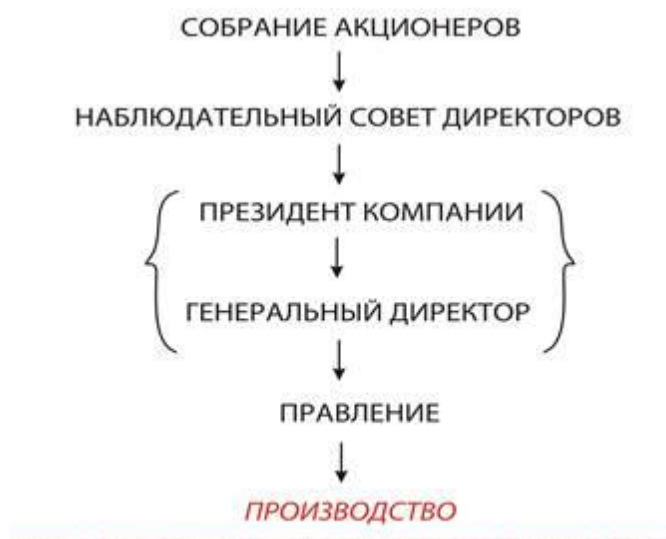 СОБРАНИЕ АКЦИОНЕРОВ
НАБЛЮДАТЕЛЬНЫЙ СОВЕТ ДИРЕКТОРОВ
ПРЕЗИДЕНТ КОМПАНИИ
ГЕНЕРАЛЬНЫЙ ДИРЕКТОР
ПРАВЛЕНИЕ
ПРОИЗВОДСТВО